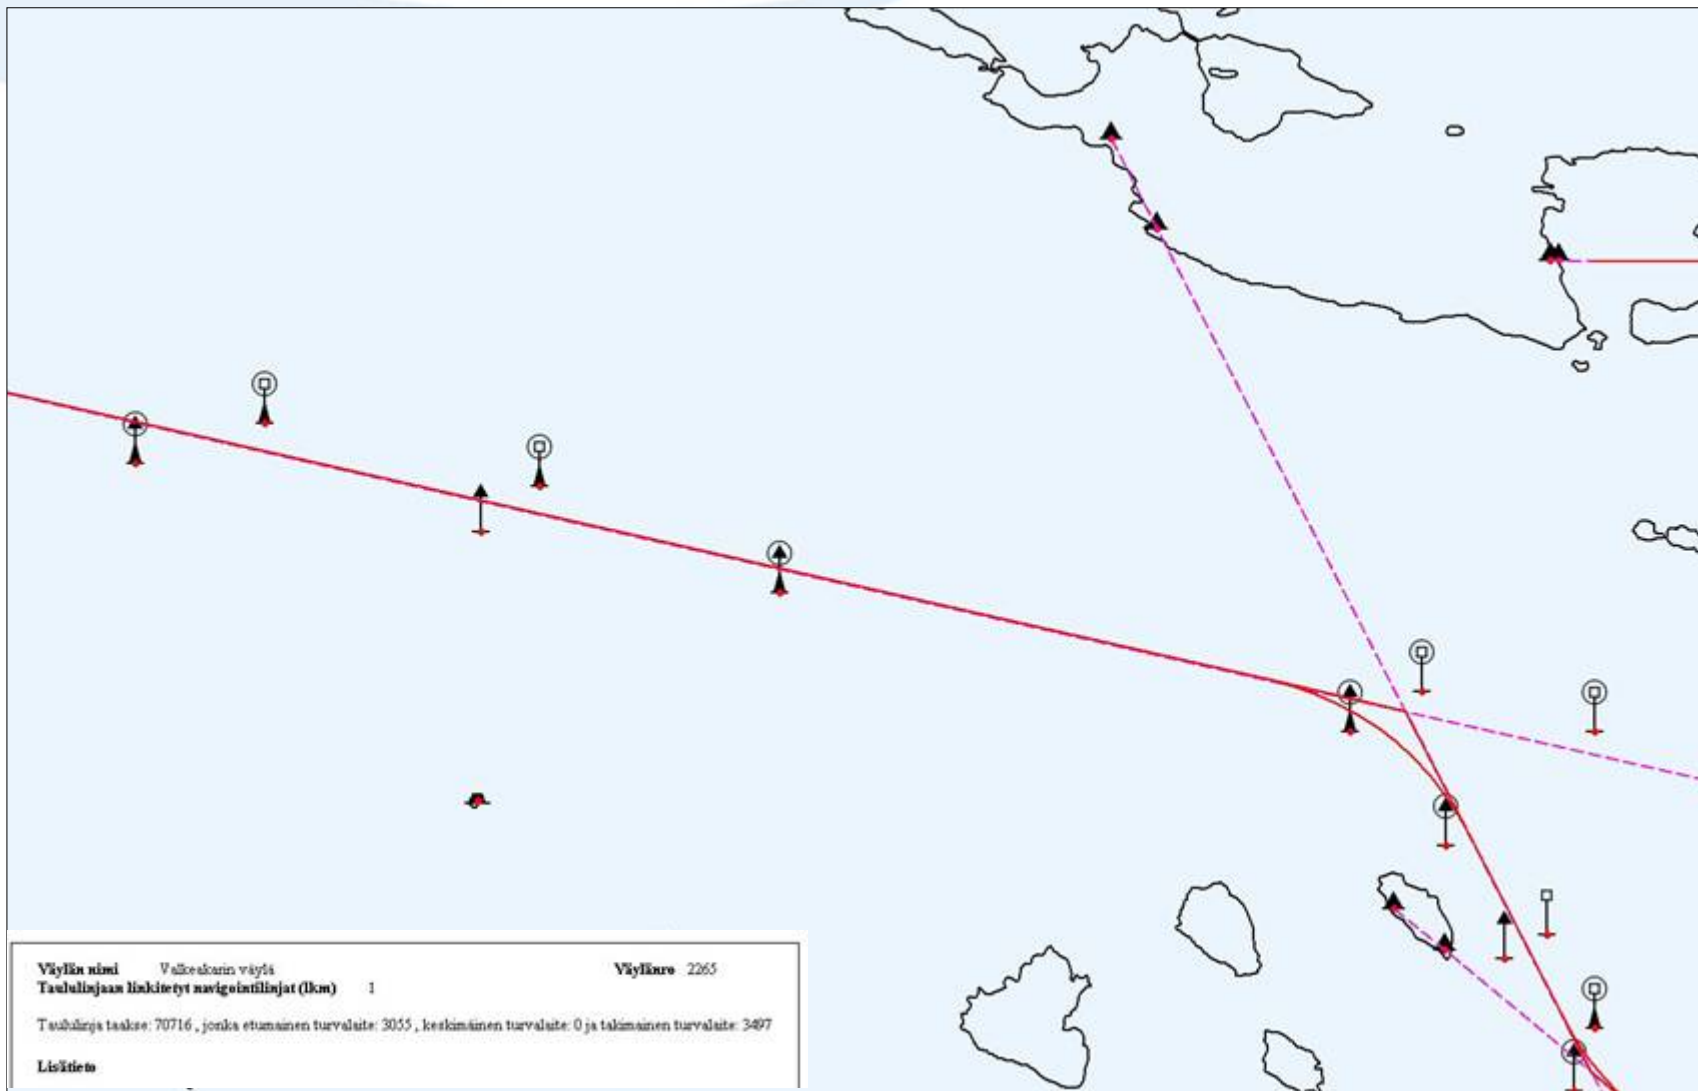 Väylän nimi Valkeakarin väylä Väylänro 2265
Taululinjaan linkitetyt navigointilinjat (lkm) 1
Taululinja taakse: 70716 , jonka etumainen turvalaite: 3055 , keskimäinen turvalaite: 0 ja takimainen turvalaite: 3497
Lisätieto